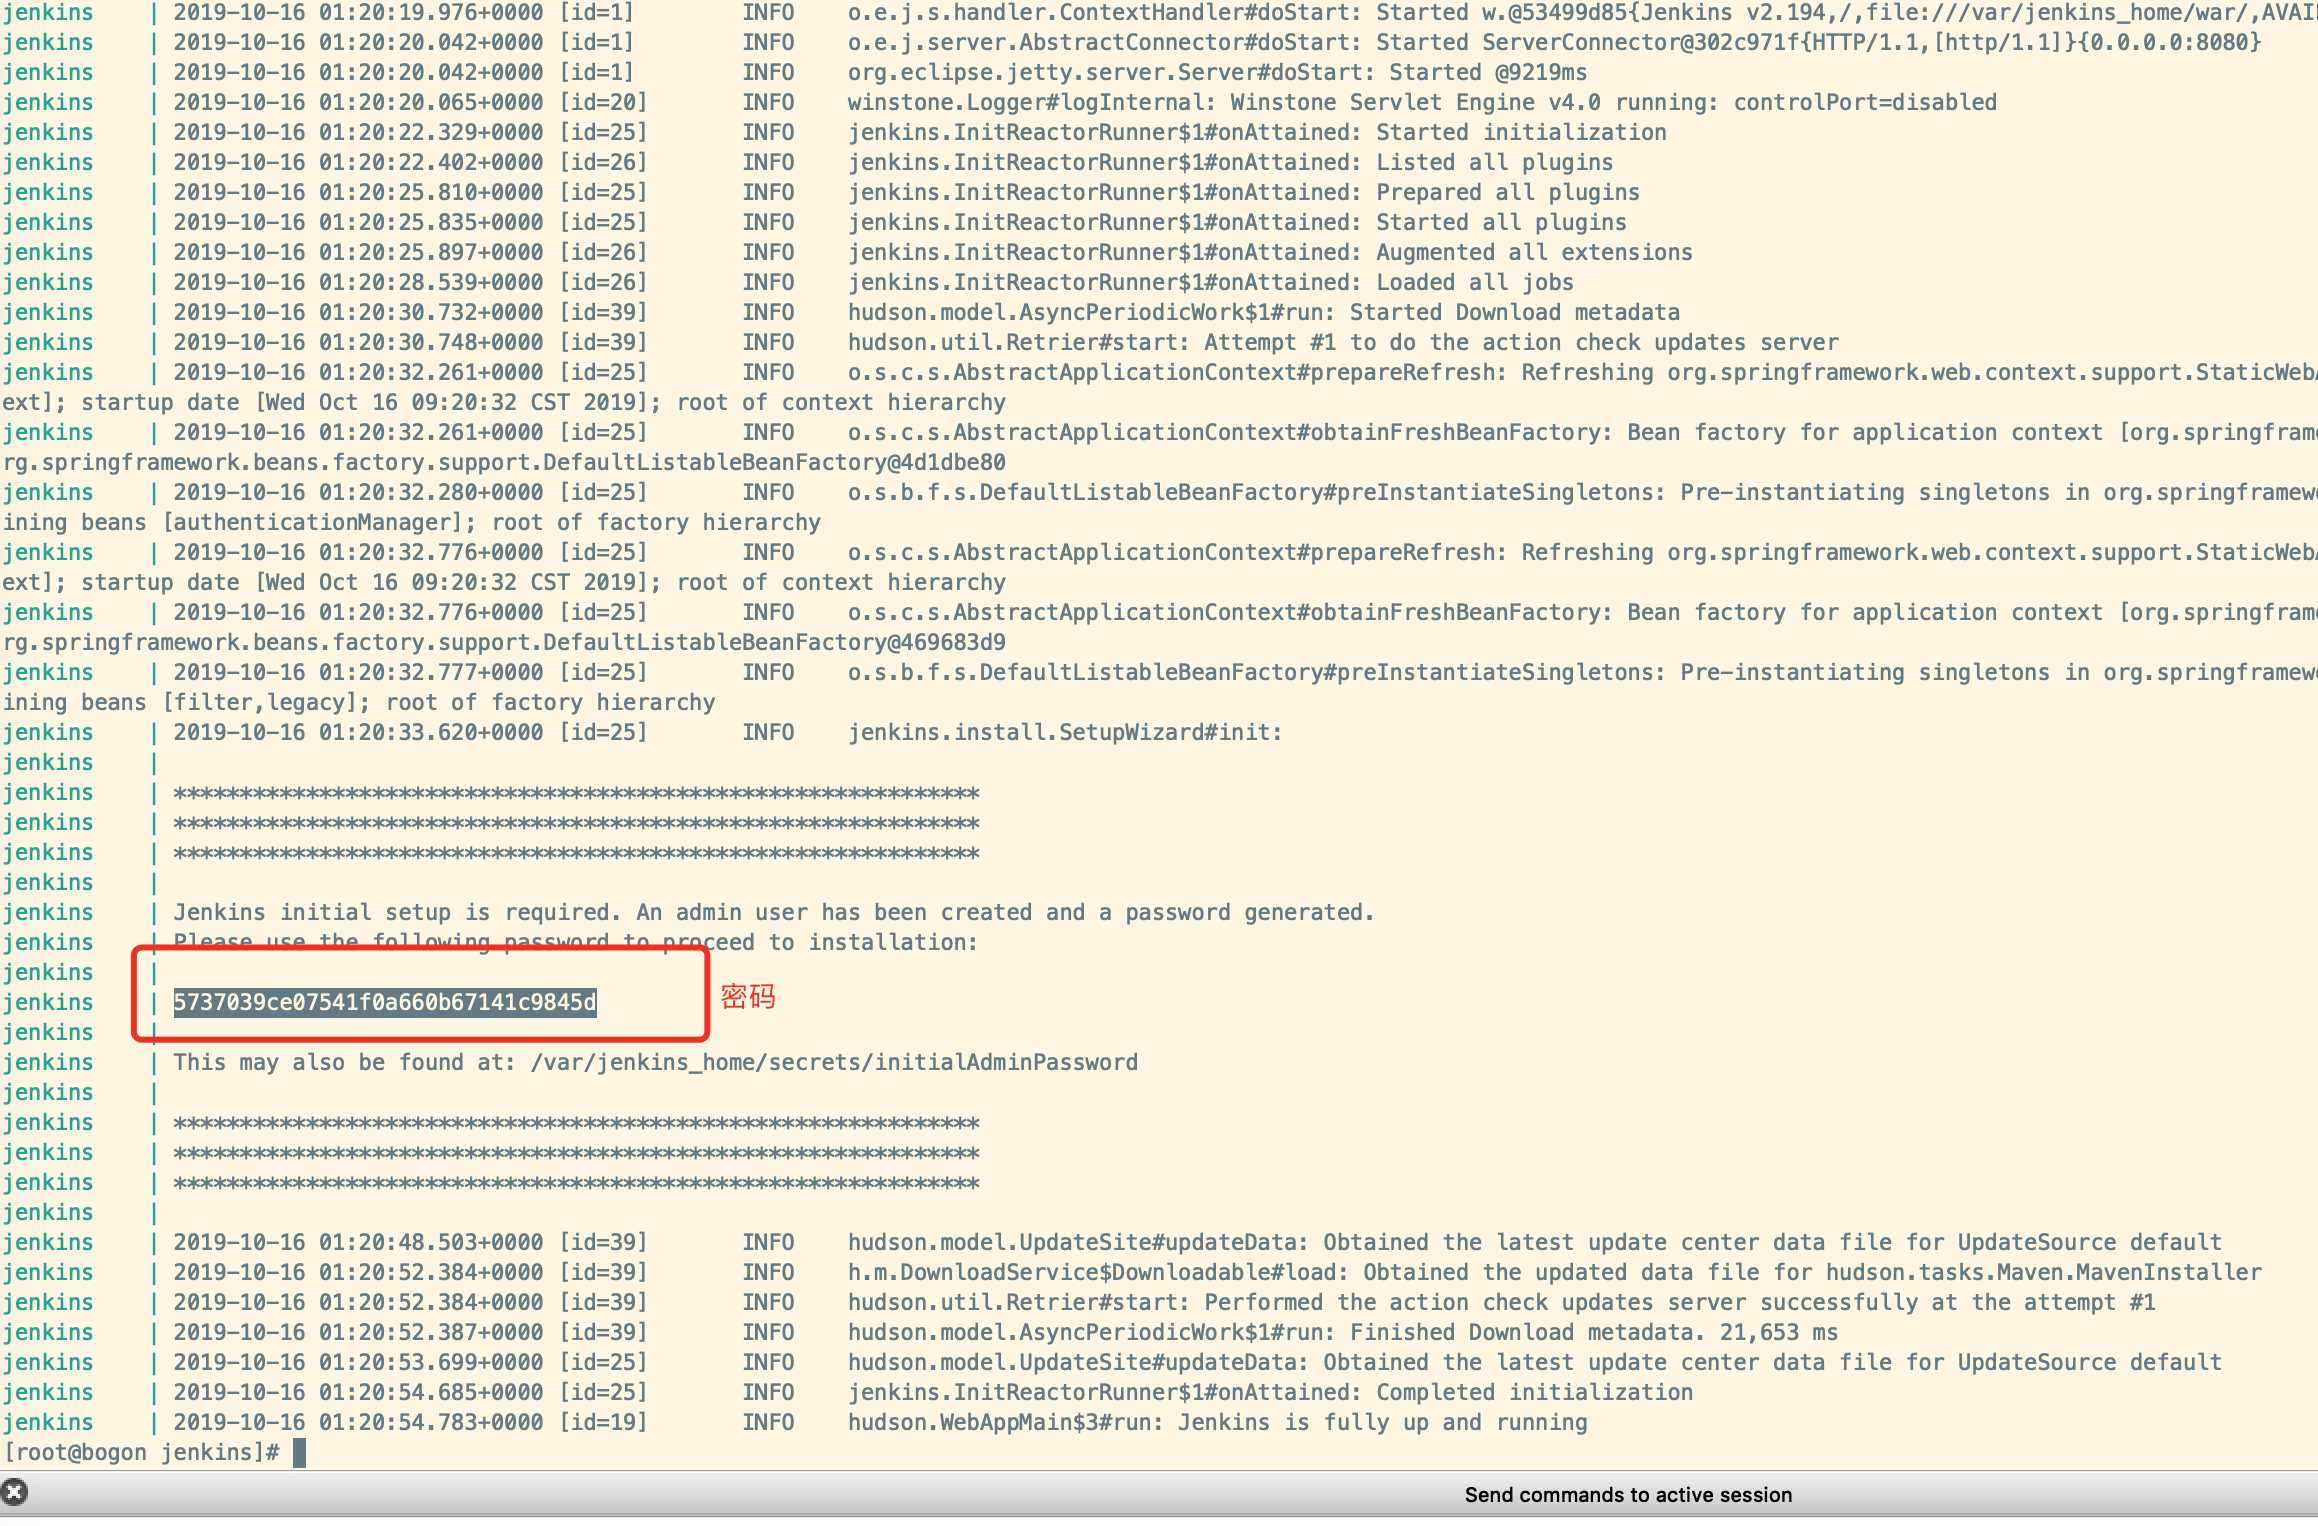 jenkins | 2019-10-16 01:20:19.976+0000 [id=1] INFO o.e.j.s.handler.ContextHandler#doStart: Started w.@53499d85{Jenkins v2.194,/,file:///var/jenkins_home/war/,AVAI
jenkins | 2019-10-16 01:20:20.042+0000 [id=1] INFO o.e.j.server.AbstractConnector#doStart: Started ServerConnector@302c971f{HTTP/1.1,[http/1.1]}{0.0.0.0:8080}
jenkins | 2019-10-16 01:20:20.042+0000 [id=1] INFO org.eclipse.jetty.server.Server#doStart: Started @9219ms
jenkins | 2019-10-16 01:20:20.065+0000 [id=20] INFO winstone.Logger#logInternal: Winstone Servlet Engine v4.0 running: controlPort=disabled
jenkins | 2019-10-16 01:20:22.329+0000 [id=25] INFO jenkins.InitReactorRunner$1#onAttained: Started initialization
jenkins | 2019-10-16 01:20:22.402+0000 [id=26] INFO jenkins.InitReactorRunner$1#onAttained: Listed all plugins
jenkins | 2019-10-16 01:20:25.810+0000 [id=25] INFO jenkins.InitReactorRunner$1#onAttained: Prepared all plugins
jenkins | 2019-10-16 01:20:25.835+0000 [id=25] INFO jenkins.InitReactorRunner$1#onAttained: Started all plugins
jenkins | 2019-10-16 01:20:25.897+0000 [id=26] INFO jenkins.InitReactorRunner$1#onAttained: Augmented all extensions
jenkins | 2019-10-16 01:20:28.539+0000 [id=26] INFO jenkins.InitReactorRunner$1#onAttained: Loaded all jobs
jenkins | 2019-10-16 01:20:30.732+0000 [id=39] INFO hudson.model.AsyncPeriodicWork$1#run: Started Download metadata
jenkins | 2019-10-16 01:20:30.748+0000 [id=39] INFO hudson.util.Retrier#start: Attempt #1 to do the action check updates server
jenkins | 2019-10-16 01:20:32.261+0000 [id=25] INFO o.s.c.s.AbstractApplicationContext#prepareRefresh: Refreshing org.springframework.web.context.support.StaticWebA
ext]; startup date [Wed Oct 16 09:20:32 CST 2019]; root of context hierarchy
jenkins | 2019-10-16 01:20:32.261+0000 [id=25] INFO o.s.c.s.AbstractApplicationContext#obtainFreshBeanFactory: Bean factory for application context [org.springframe
rg.springframework.beans.factory.support.DefaultListableBeanFactory@4d1dbe80
jenkins | 2019-10-16 01:20:32.280+0000 [id=25] INFO o.s.b.f.s.DefaultListableBeanFactory#preInstantiateSingletons: Pre-instantiating singletons in org.springframewo
ining beans [authenticationManager]; root of factory hierarchy
jenkins | 2019-10-16 01:20:32.776+0000 [id=25] INFO o.s.c.s.AbstractApplicationContext#prepareRefresh: Refreshing org.springframework.web.context.support.StaticWebA
ext]; startup date [Wed Oct 16 09:20:32 CST 2019]; root of context hierarchy
jenkins | 2019-10-16 01:20:32.776+0000 [id=25] INFO o.s.c.s.AbstractApplicationContext#obtainFreshBeanFactory: Bean factory for application context [org.springframe
rg.springframework.beans.factory.support.DefaultListableBeanFactory@469683d9
jenkins | 2019-10-16 01:20:32.777+0000 [id=25] INFO o.s.b.f.s.DefaultListableBeanFactory#preInstantiateSingletons: Pre-instantiating singletons in org.springframewo
ining beans [filter,legacy]; root of factory hierarchy
jenkins | 2019-10-16 01:20:33.620+0000 [id=25] INFO jenkins.install.SetupWizard#init:
jenkins |
jenkins | *************************************************************
jenkins | *************************************************************
jenkins | *************************************************************
jenkins |
jenkins | Jenkins initial setup is required. An admin user has been created and a password generated.
jenkins | Please use the following password to proceed to installation:
jenkins |
jenkins | 5737039ce07541f0a660b67141c9845d 密码
jenkins |
jenkins | This may also be found at: /var/jenkins_home/secrets/initialAdminPassword
jenkins |
jenkins | *************************************************************
jenkins | *************************************************************
jenkins | *************************************************************
jenkins |
jenkins | 2019-10-16 01:20:48.503+0000 [id=39] INFO hudson.model.UpdateSite#updateData: Obtained the latest update center data file for UpdateSource default
jenkins | 2019-10-16 01:20:52.384+0000 [id=39] INFO h.m.DownloadService$Downloadable#load: Obtained the updated data file for hudson.tasks.Maven.MavenInstaller
jenkins | 2019-10-16 01:20:52.384+0000 [id=39] INFO hudson.util.Retrier#start: Performed the action check updates server successfully at the attempt #1
jenkins | 2019-10-16 01:20:52.387+0000 [id=39] INFO hudson.model.AsyncPeriodicWork$1#run: Finished Download metadata. 21,653 ms
jenkins | 2019-10-16 01:20:53.699+0000 [id=25] INFO hudson.model.UpdateSite#updateData: Obtained the latest update center data file for UpdateSource default
jenkins | 2019-10-16 01:20:54.685+0000 [id=25] INFO jenkins.InitReactorRunner$1#onAttained: Completed initialization
jenkins | 2019-10-16 01:20:54.783+0000 [id=19] INFO hudson.WebAppMain$3#run: Jenkins is fully up and running
[root@bogon jenkins]#
Send commands to active session